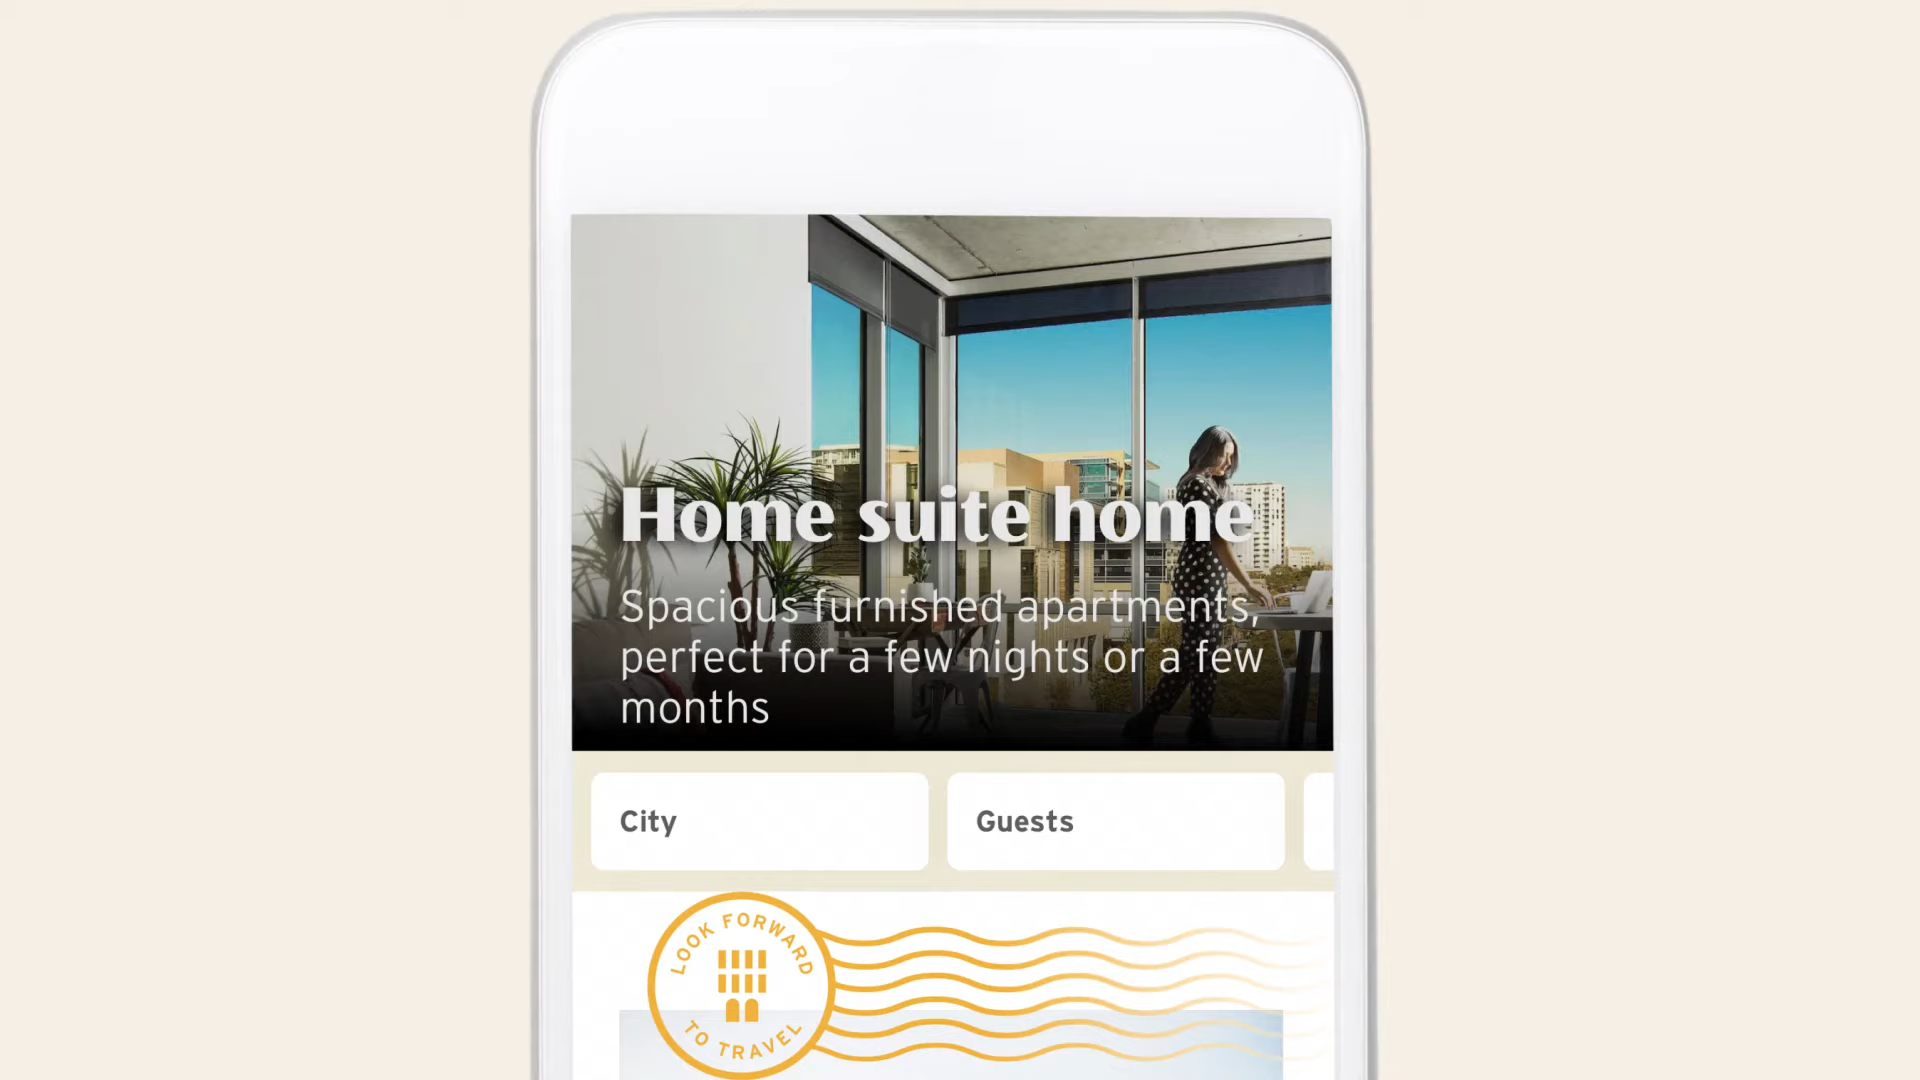 Home suite home
Spacious furnished apartments,
perfect for a few nights or a few
months
City
Guests
LOOK FORWARD
TO TRAVEL